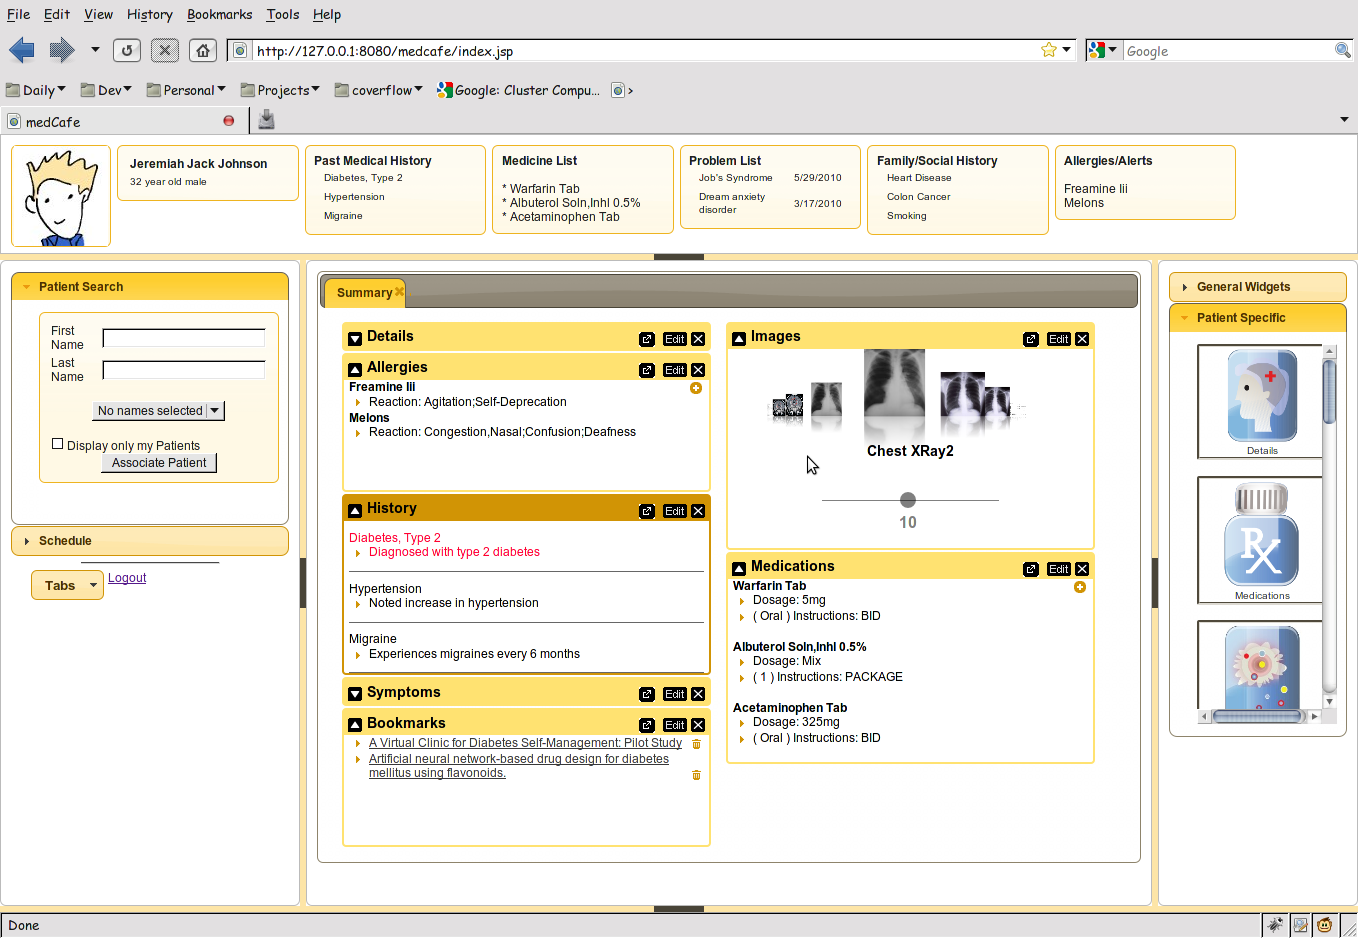 File Edit View History Bookmarks Tools Help
http://127.0.0.1:8080/medcafe/index.jsp
Google
Daily Dev Personal Projects coverflow Google: Cluster Compu...
medCafe
Jeremiah Jack Johnson
32 year old male
Past Medical History
Diabetes, Type 2
Hypertension
Migraine
Medicine List
* Warfarin Tab
* Albuterol Soln,Inhl 0.5%
* Acetaminophen Tab
Problem List
Job's Syndrome 5/29/2010
Dream anxiety
disorder 3/17/2010
Family/Social History
Heart Disease
Colon Cancer
Smoking
Allergies/Alerts
Freamine Iii
Melons
Patient Search
First
Name
Last
Name
No names selected
Display only my Patients
Associate Patient
Schedule
Tabs
Logout
Summary
Details Edit
Allergies Edit
Freamine Iii
Reaction: Agitation;Self-Deprecation
Melons
Reaction: Congestion,Nasal;Confusion;Deafness
History Edit
Diabetes, Type 2
Diagnosed with type 2 diabetes
Hypertension
Noted increase in hypertension
Migraine
Experiences migraines every 6 months
Symptoms Edit
Bookmarks Edit
A Virtual Clinic for Diabetes Self-Management: Pilot Study
Artificial neural network-based drug design for diabetes
mellitus using flavonoids.
Images Edit
Chest XRay2
10
Medications Edit
Warfarin Tab
Dosage: 5mg
( Oral ) Instructions: BID
Albuterol Soln,Inhl 0.5%
Dosage: Mix
( 1 ) Instructions: PACKAGE
Acetaminophen Tab
Dosage: 325mg
( Oral ) Instructions: BID
General Widgets
Patient Specific
Details
Rx
Medications
Done